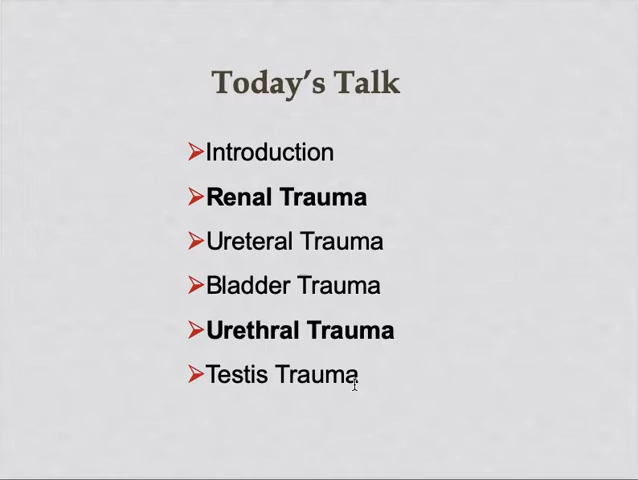 Today’s Talk
Introduction
Renal Trauma
Ureteral Trauma
Bladder Trauma
Urethral Trauma
Testis Trauma